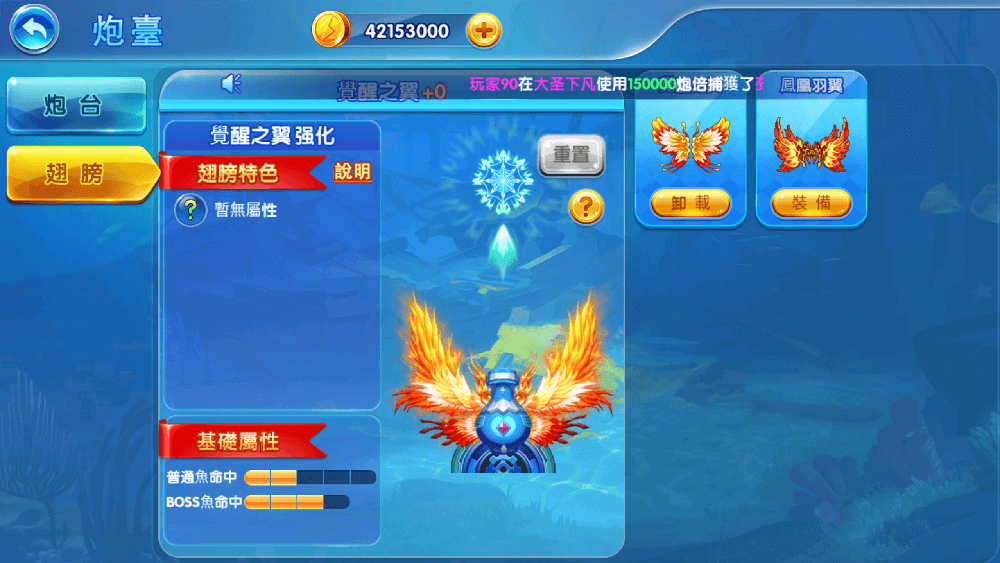 炮臺
42153000
炮台
翅膀
覺醒之翼+0
玩家90在大圣下凡使用150000炮倍捕獲了
鳳凰羽翼
覺醒之翼强化
翅膀特色
說明
?
暫無屬性
重置
?
卸載
裝備
基礎屬性
普通魚命中
BOSS魚命中